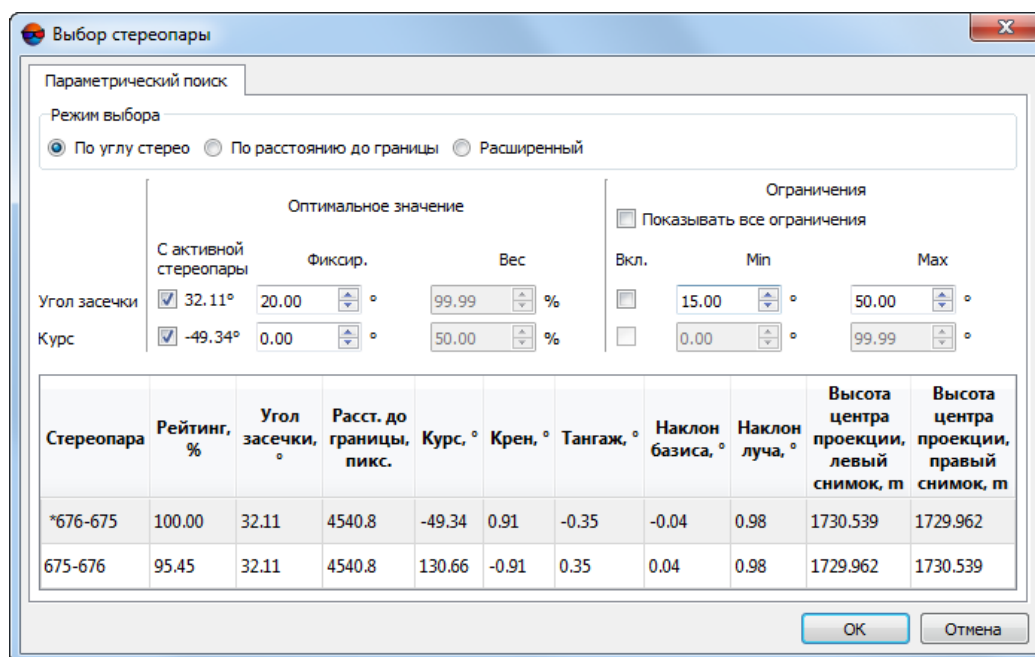 Выбор стереопары
Параметрический поиск
Режим выбора
По углу стерео По расстоянию до границы Расширенный
Оптимальное значение
Ограничения
Показывать все ограничения
С активной
стереопары
Фиксир.
Вес
Вкл.
Min
Max
Угол засечки 32.11° 20.00 ° 99.99 % 15.00 ° 50.00 °
Курс -49.34° 0.00 ° 50.00 % 0.00 ° 99.99 °
Стереопара
Рейтинг,
%
Угол
засечки,
°
Расст. до
границы,
пикс.
Курс, °
Крен, °
Тангаж, °
Наклон
базиса, °
Наклон
луча, °
Высота
центра
проекции,
левый
снимок, m
Высота
центра
проекции,
правый
снимок, m
*676-675 100.00 32.11 4540.8 -49.34 0.91 -0.35 -0.04 0.98 1730.539 1729.962
675-676 95.45 32.11 4540.8 130.66 -0.91 0.35 0.04 0.98 1729.962 1730.539
OK Отмена